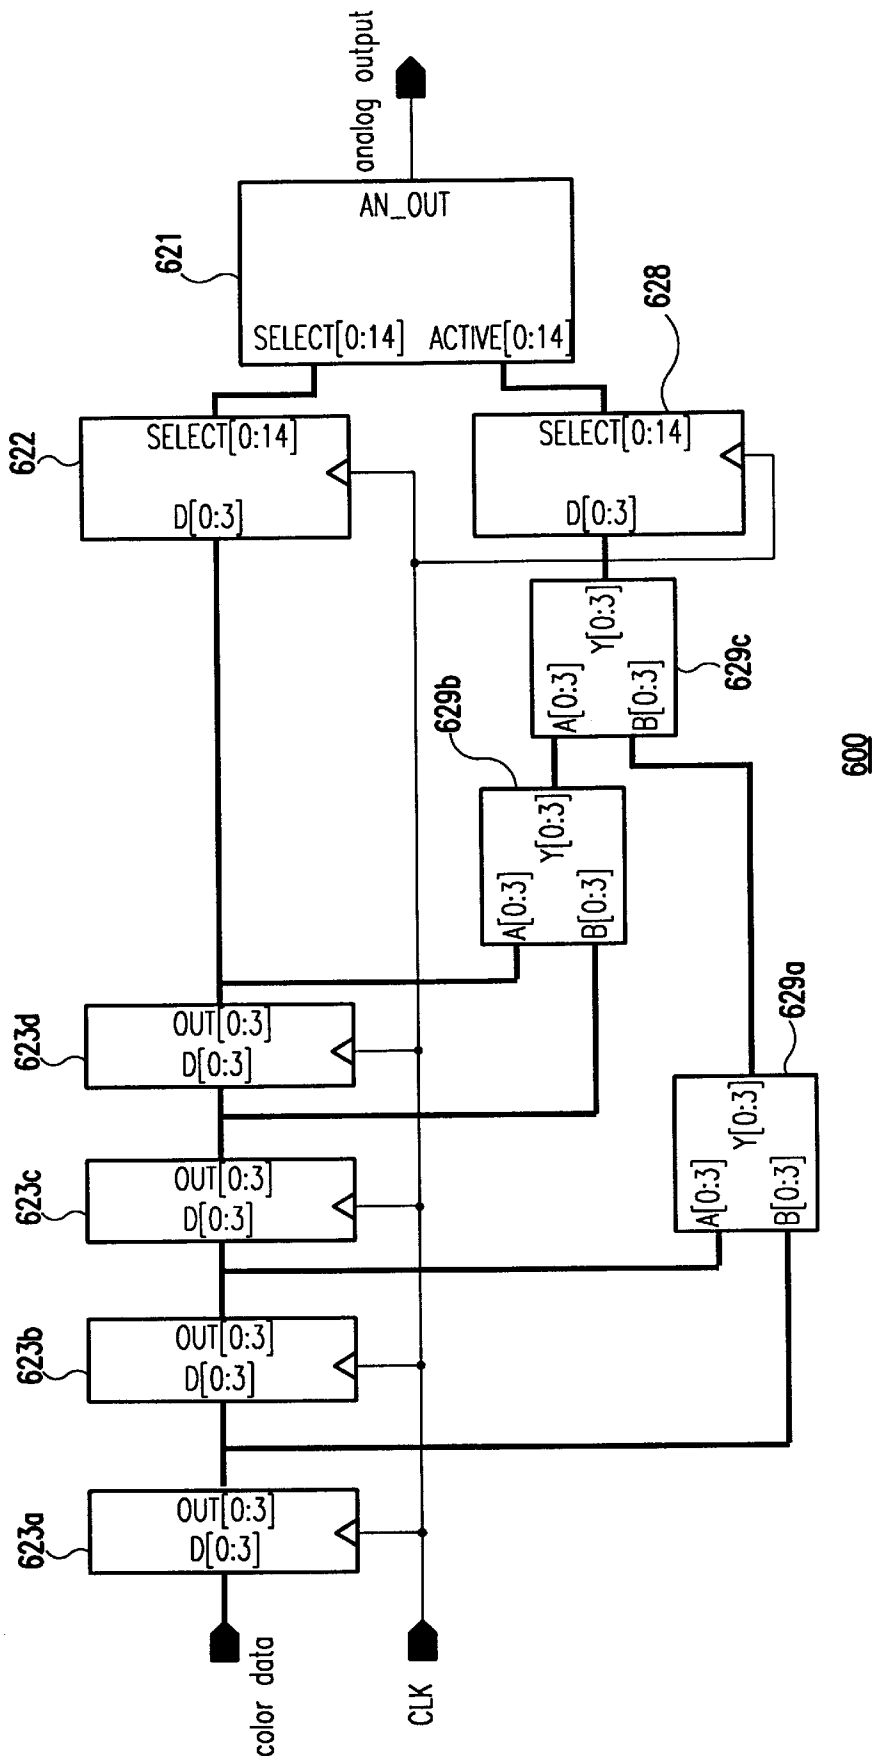 color data
CLK
623a
D[0:3]
OUT[0:3]
623b
D[0:3]
OUT[0:3]
623c
D[0:3]
OUT[0:3]
623d
D[0:3]
OUT[0:3]
629a
A[0:3]
B[0:3]
Y[0:3]
629b
A[0:3]
B[0:3]
Y[0:3]
629c
A[0:3]
B[0:3]
Y[0:3]
622
D[0:3]
SELECT[0:14]
628
D[0:3]
SELECT[0:14]
621
SELECT[0:14]
ACTIVE[0:14]
AN_OUT
analog output
600